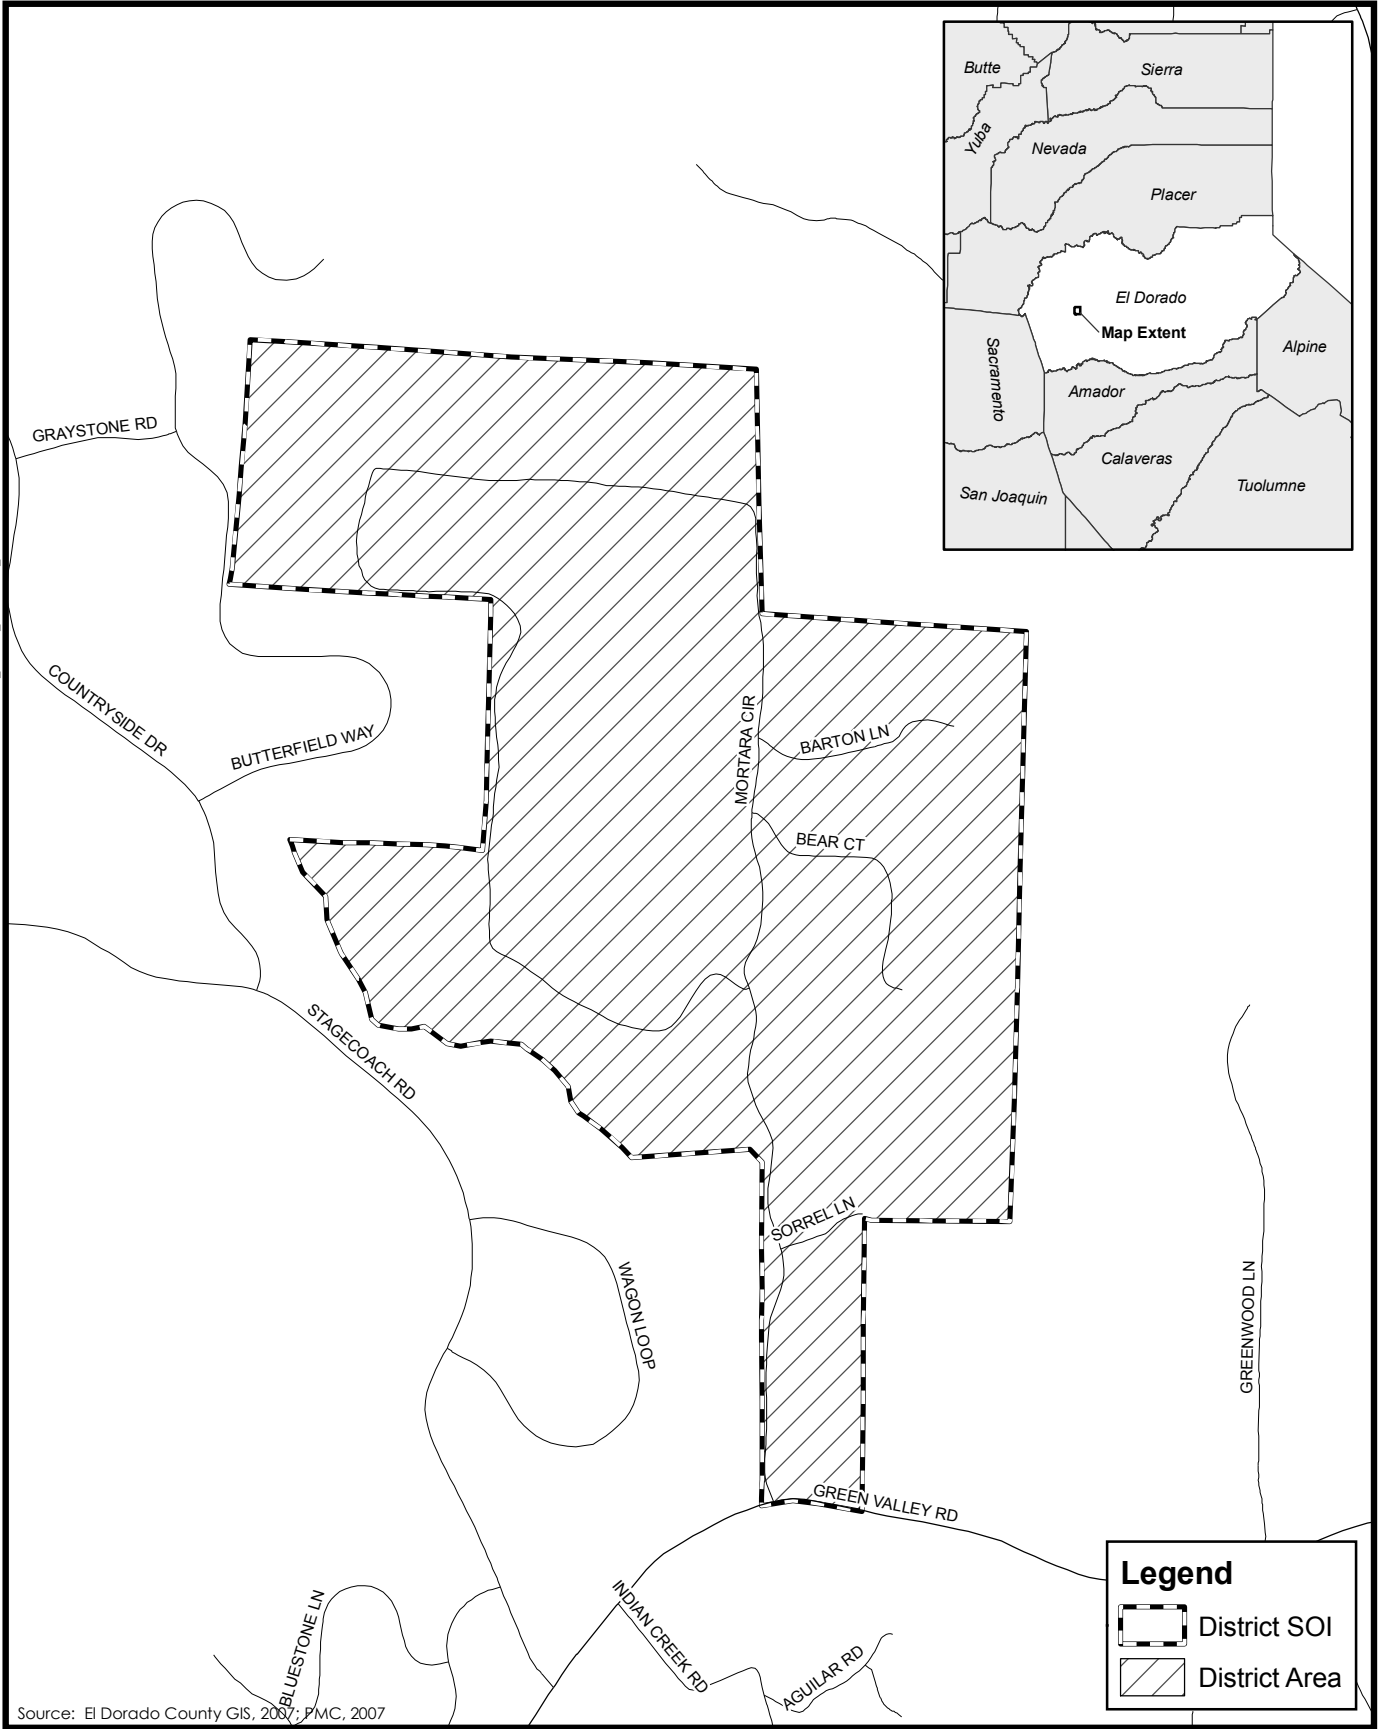 Butte
Sierra
Yuba
Nevada
Placer
El Dorado
Map Extent
Sacramento
Alpine
Amador
Calaveras
San Joaquin
Tuolumne
GRAYSTONE RD
COUNTRYSIDE DR
BUTTERFIELD WAY
MORTARA CIR
BARTON LN
BEAR CT
STAGECOACH RD
SORREL LN
WAGON LOOP
GREENWOOD LN
GREEN VALLEY RD
INDIAN CREEK RD
BLUESTONE LN
AGUILAR RD
Legend
District SOI
District Area
Source: El Dorado County GIS, 2007; PMC, 2007